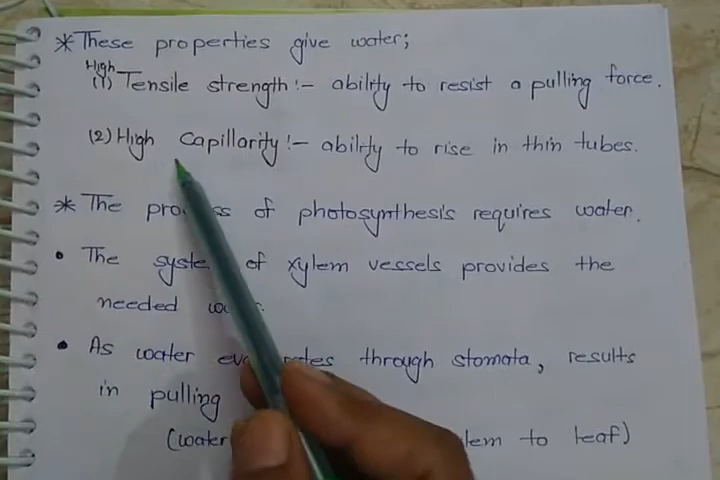 * These properties give water;
High
(1) Tensile strength :- ability to resist a pulling force.
(2) High Capillarity :- ability to rise in thin tubes.
* The of photosynthesis requires water.
• The of xylem vessels provides the
needed
• As water through stomata, results
in pulling
(water to leaf)